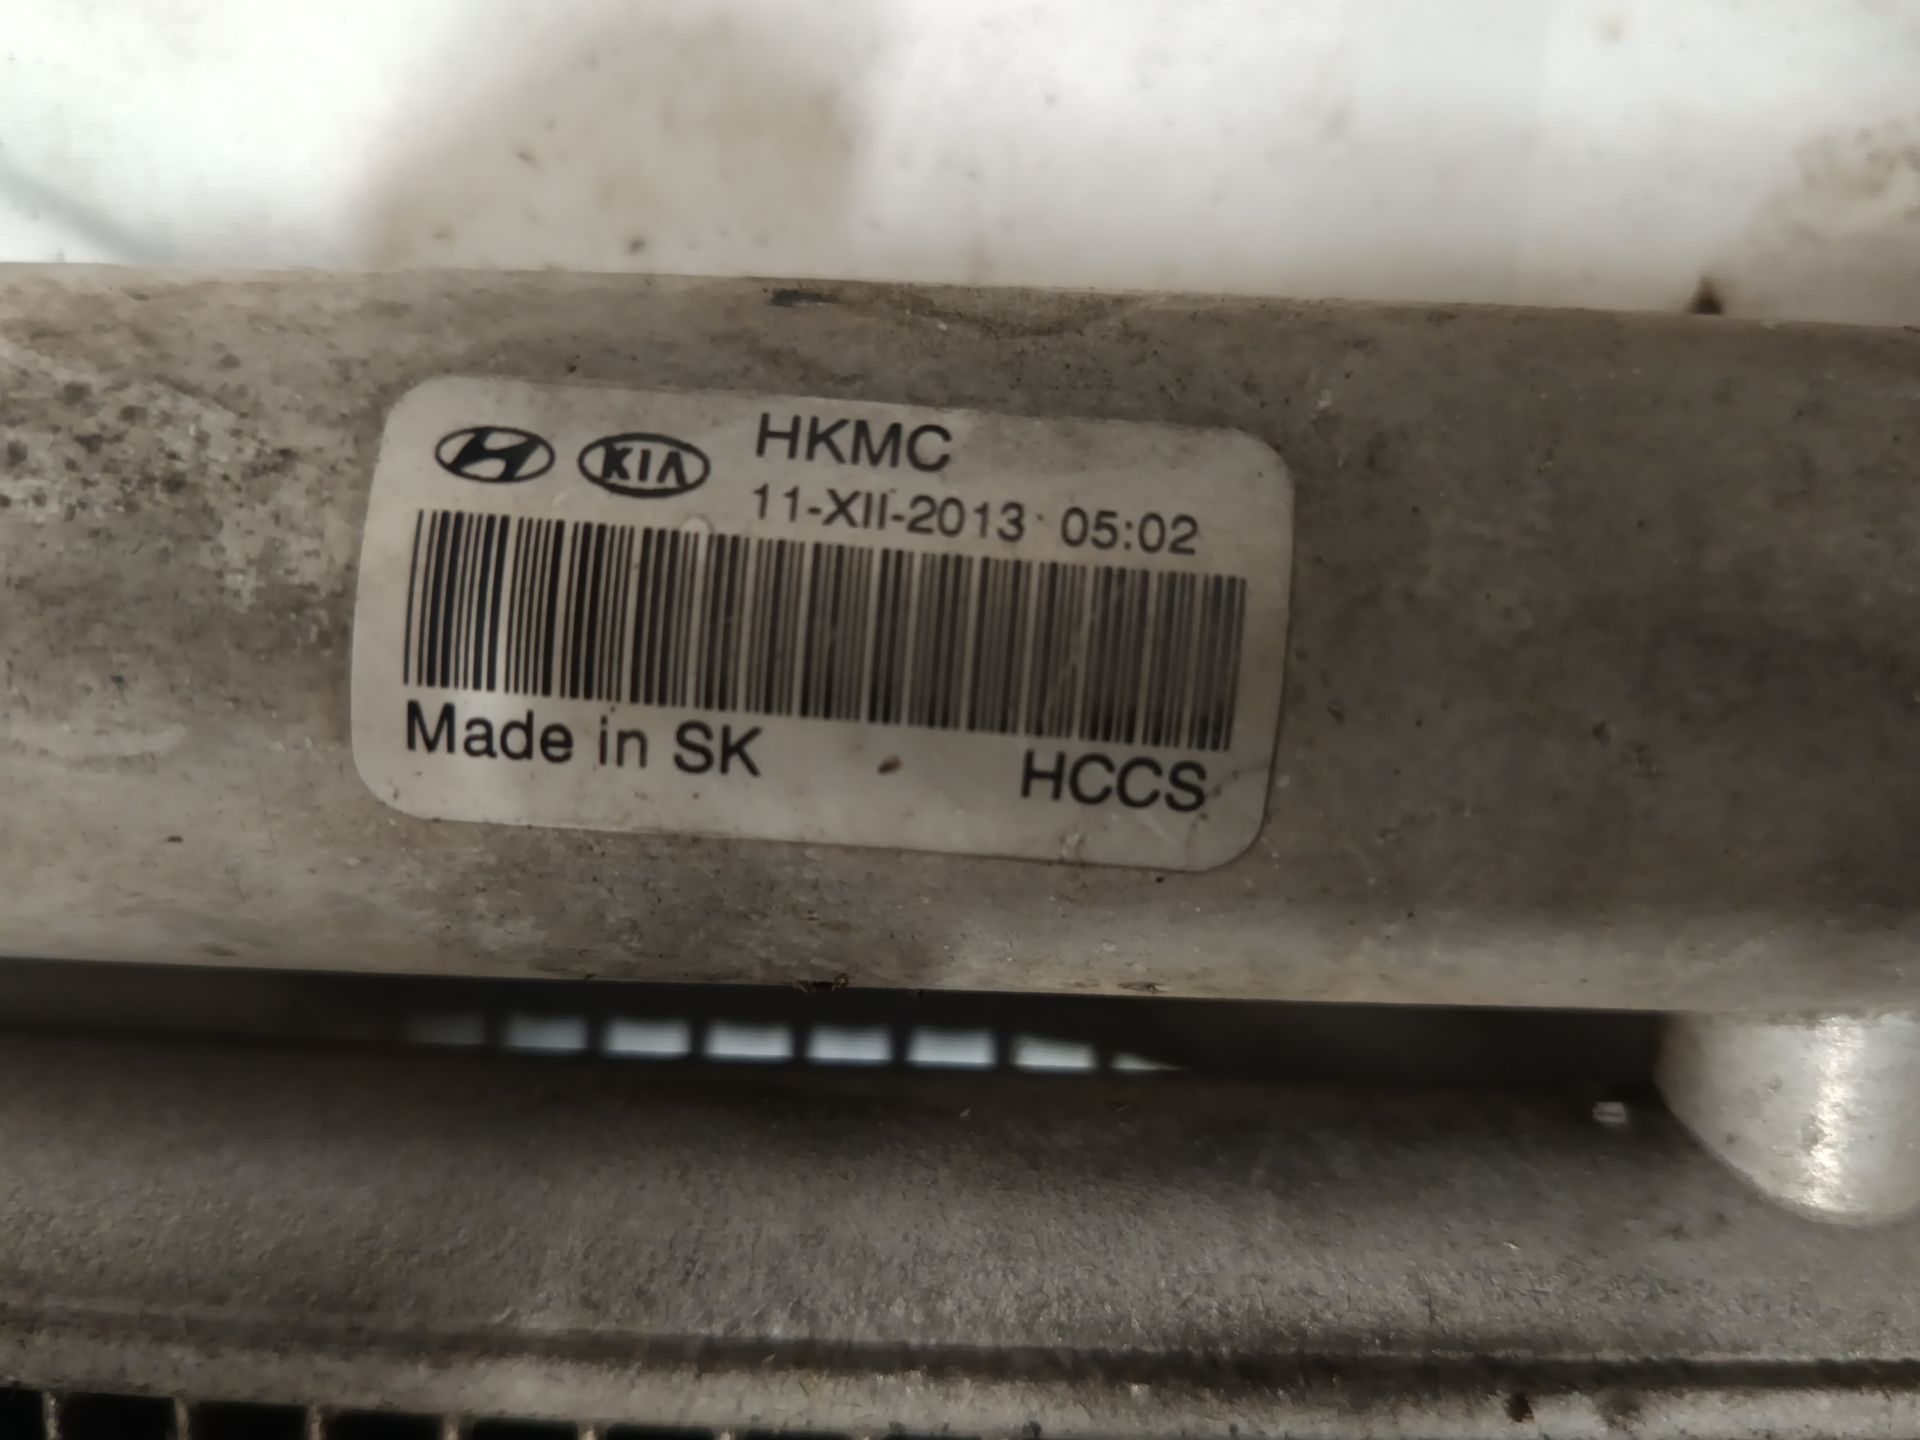 KIA HKMC
11-XII-2013 05:02
Made in SK HCCS